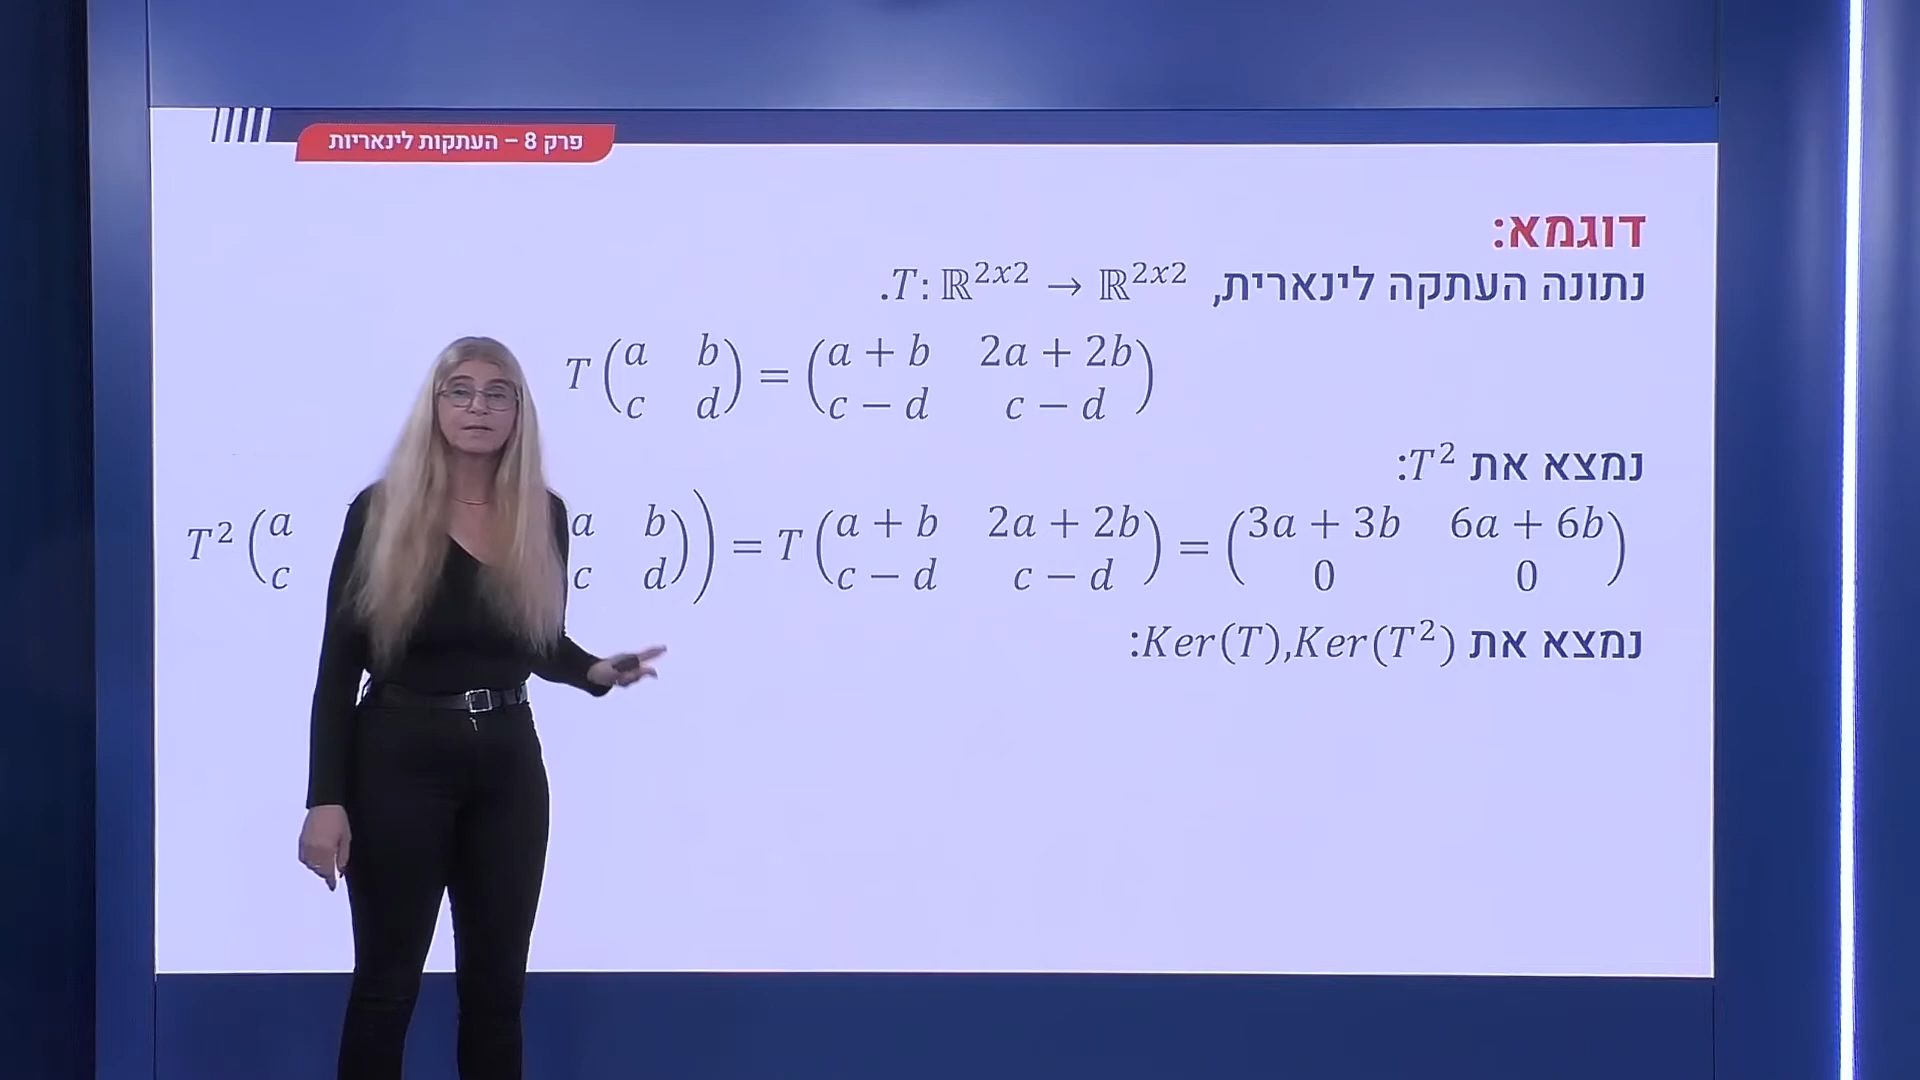 פרק 8 – העתקות לינאריות
דוגמא:
נתונה העתקה לינארית, T: ℝ^{2x2} → ℝ^{2x2}.
T(a b; c d) = (a + b 2a + 2b; c − d c − d)
נמצא את T²:
T²(a; c a b; c d)) = T(a + b 2a + 2b; c − d c − d) = (3a + 3b 6a + 6b; 0 0)
נמצא את Ker(T),Ker(T²):